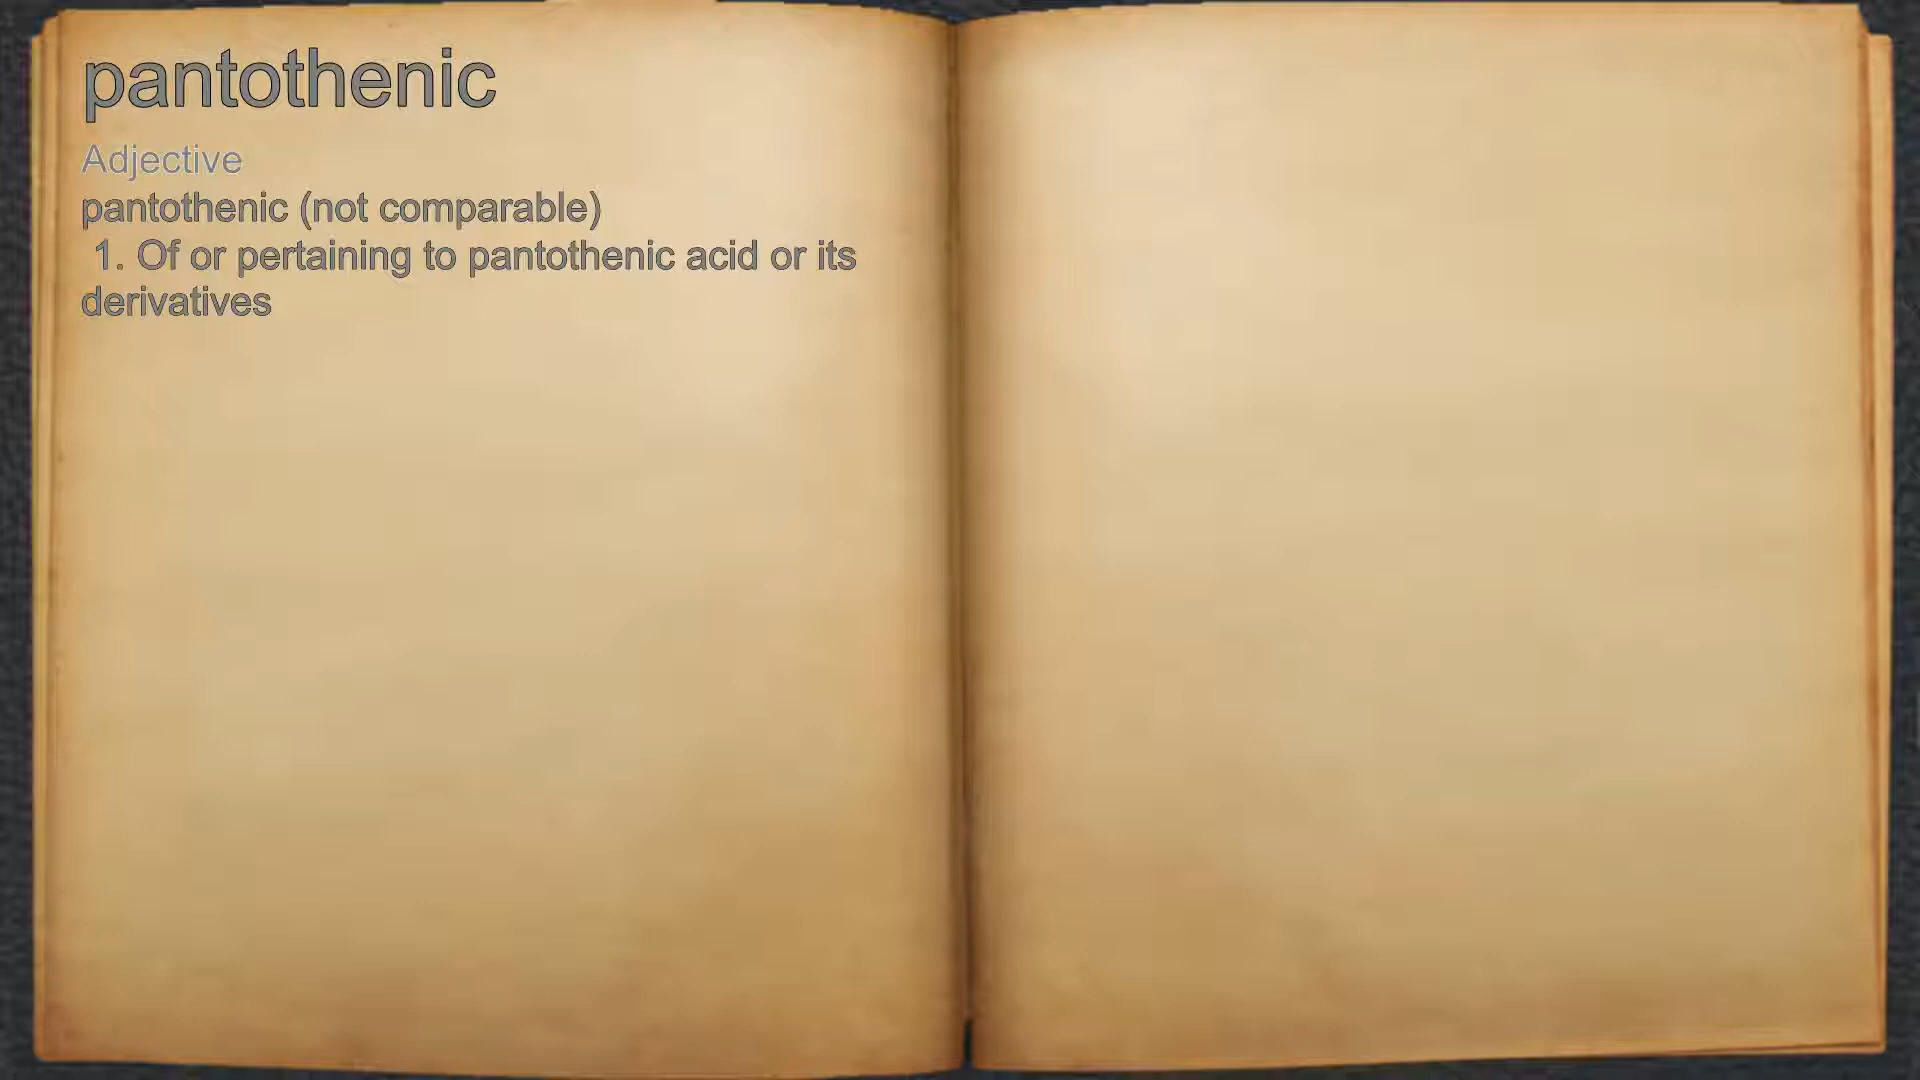 pantothenic
Adjective
pantothenic (not comparable)
1. Of or pertaining to pantothenic acid or its
derivatives